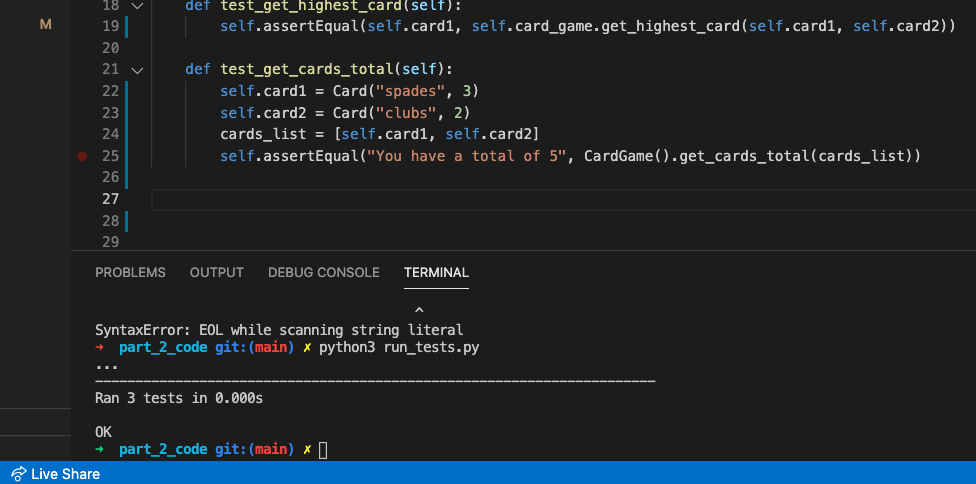 18 def test_get_highest_card(self):
M
19 self.assertEqual(self.card1, self.card_game.get_highest_card(self.card1, self.card2))
20
21 def test_get_cards_total(self):
22 self.card1 = Card("spades", 3)
23 self.card2 = Card("clubs", 2)
24 cards_list = [self.card1, self.card2]
25 self.assertEqual("You have a total of 5", CardGame().get_cards_total(cards_list))
26
27
28
29
PROBLEMS OUTPUT DEBUG CONSOLE TERMINAL
^
SyntaxError: EOL while scanning string literal
→ part_2_code git:(main) ✗ python3 run_tests.py
...
----------------------------------------------------------------------
Ran 3 tests in 0.000s
OK
→ part_2_code git:(main) ✗
Live Share